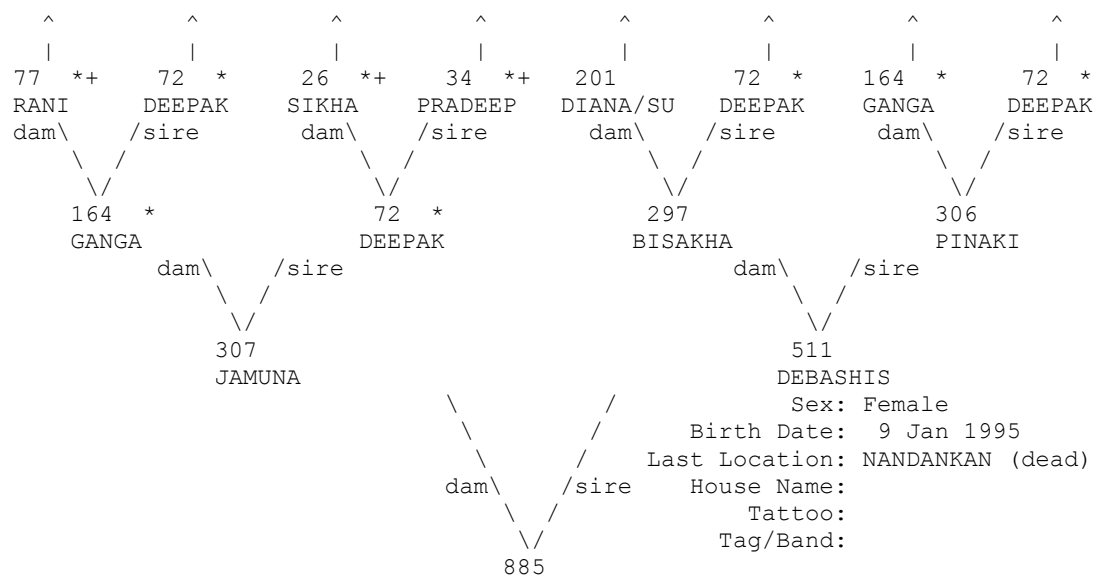 ^ ^ ^ ^ ^ ^ ^ ^
| | | | | | | |
77 *+ 72 * 26 *+ 34 *+ 201 72 * 164 * 72 *
RANI DEEPAK SIKHA PRADEEP DIANA/SU DEEPAK GANGA DEEPAK
dam\ /sire dam\ /sire dam\ /sire dam\ /sire
\ / \ / \ / \ /
\/ \/ \/ \/
164 * 72 * 297 306
GANGA DEEPAK BISAKHA PINAKI
dam\ /sire dam\ /sire
\ / \ /
\/ \/
307 511
JAMUNA DEBASHIS
\ / Sex: Female
\ / Birth Date: 9 Jan 1995
\ / Last Location: NANDANKAN (dead)
dam\ /sire House Name:
\ / Tattoo:
\/ Tag/Band:
885